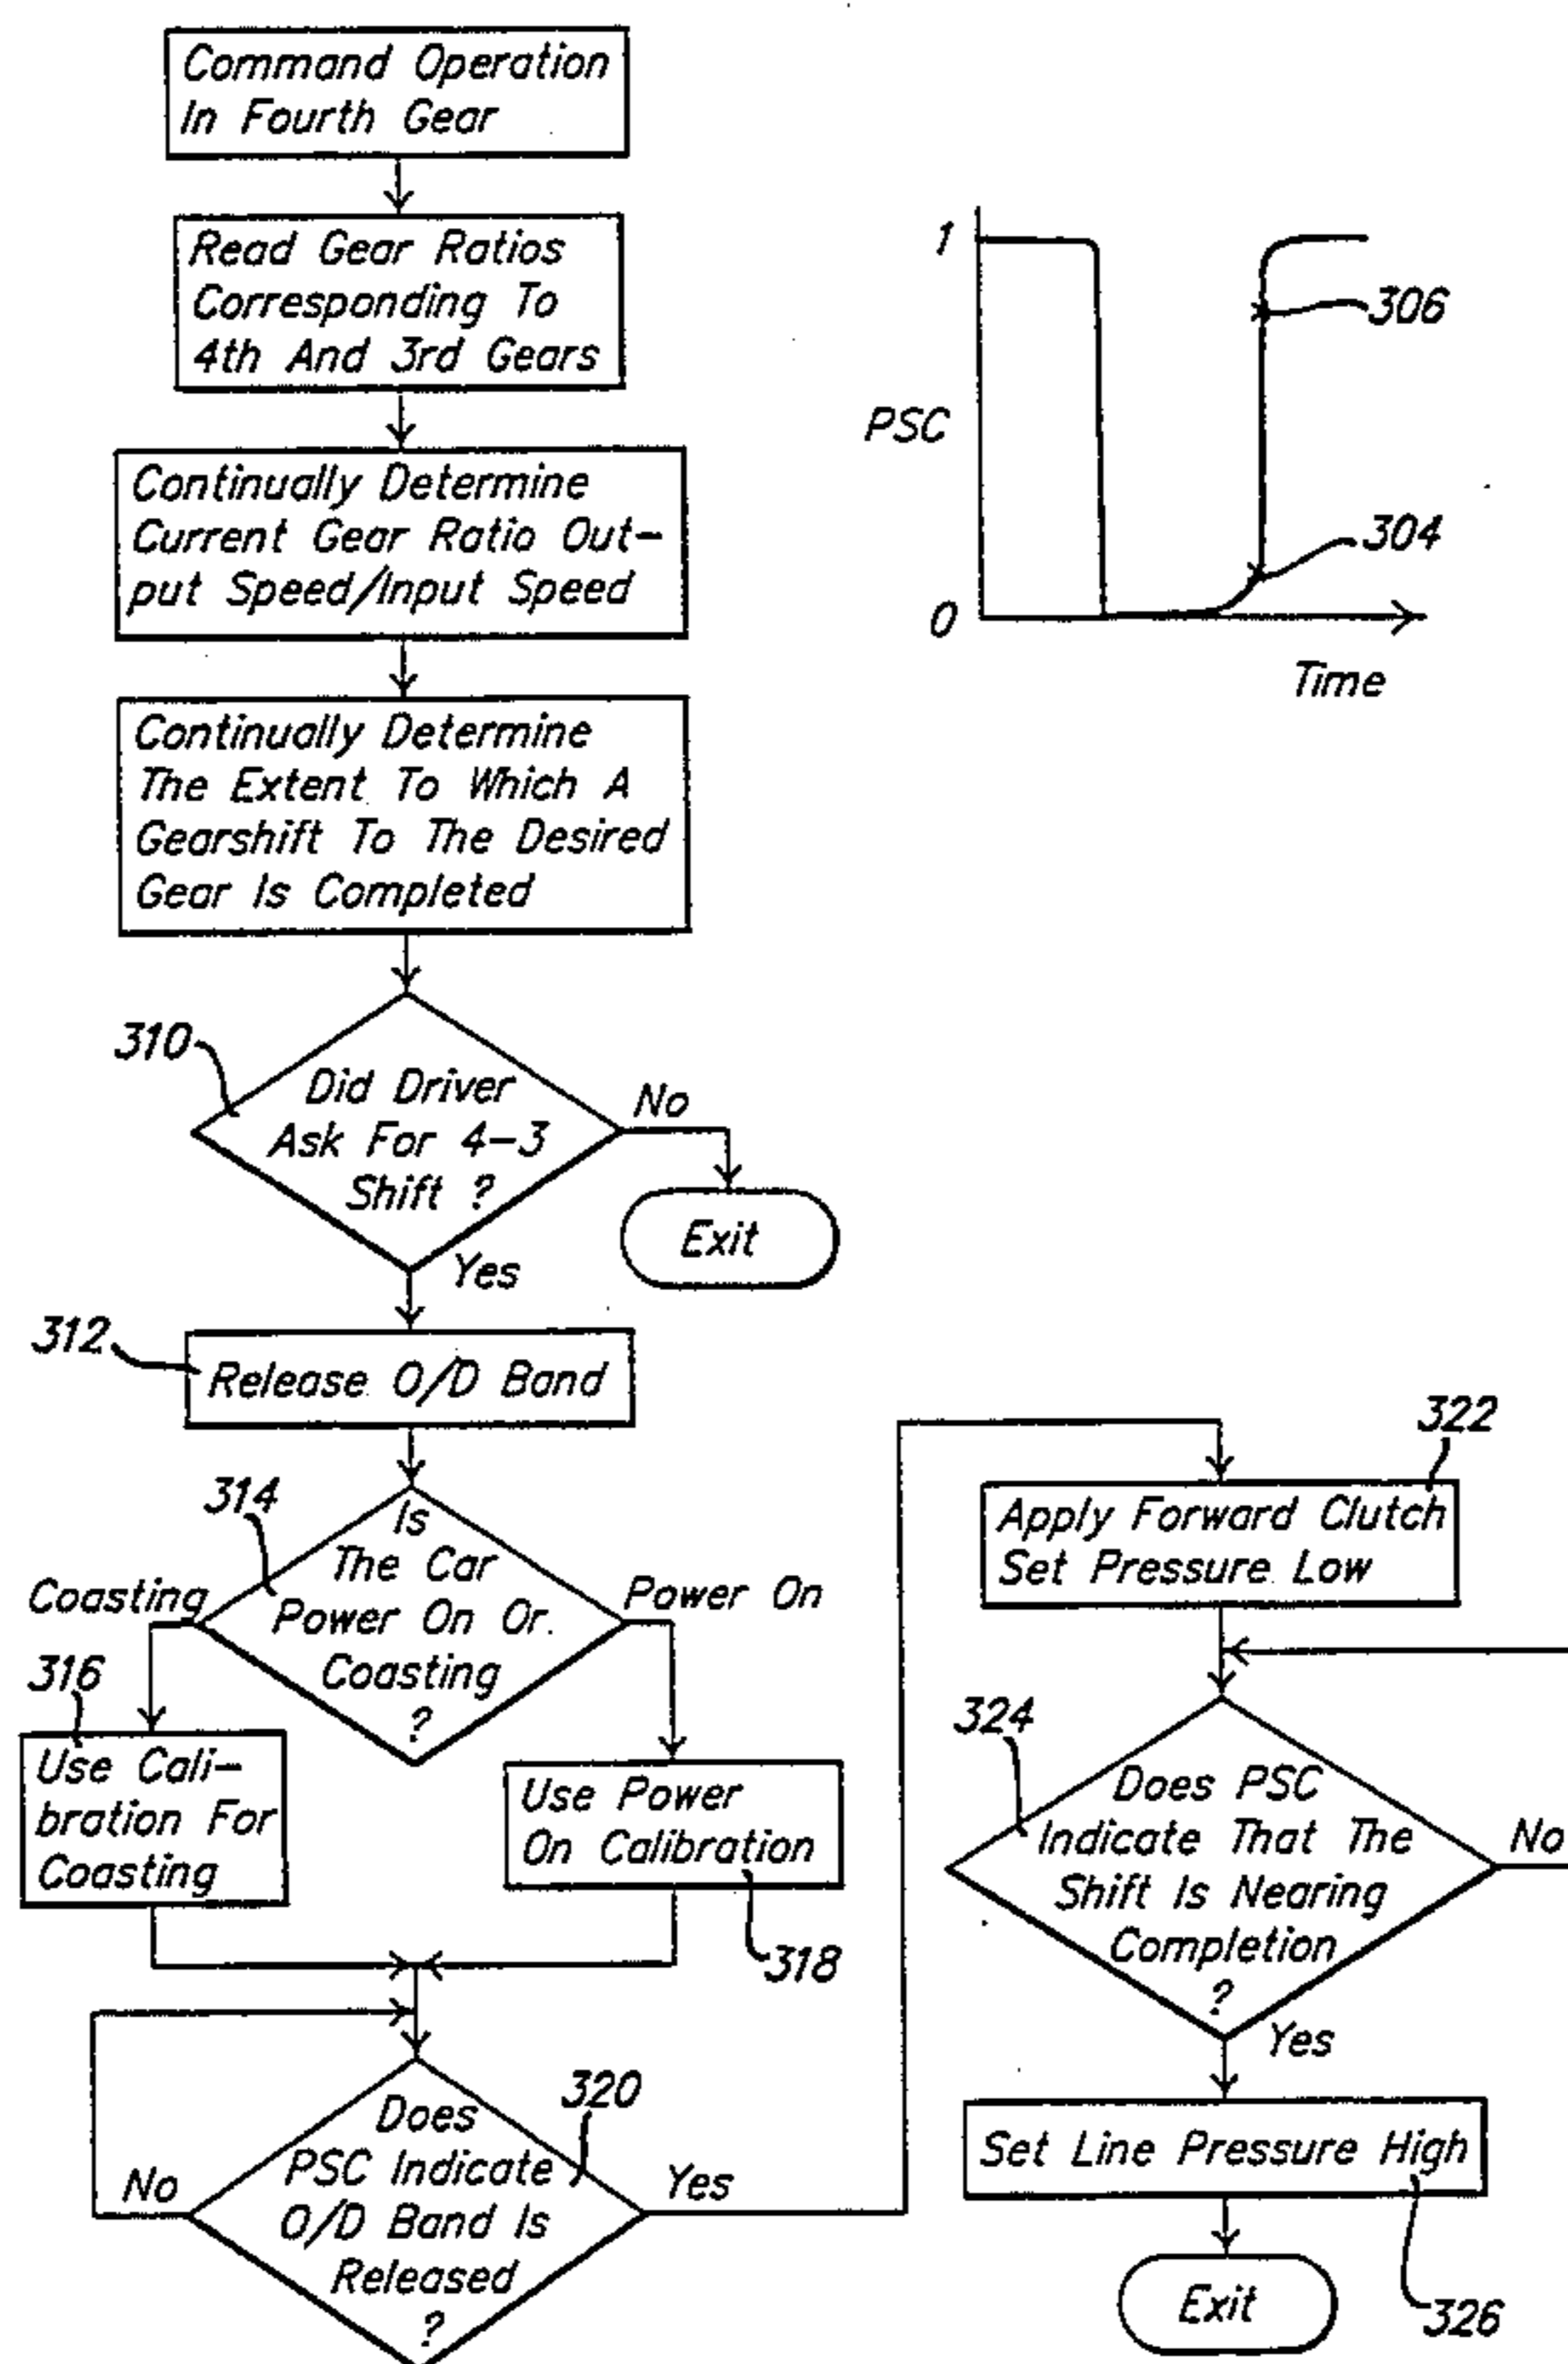 Command Operation
In Fourth Gear
Read Gear Ratios
Corresponding To
4th And 3rd Gears
Continually Determine
Current Gear Ratio Out-
put Speed/Input Speed
Continually Determine
The Extent To Which A
Gearshift To The Desired
Gear Is Completed
310
Did Driver
Ask For 4-3
Shift ?
No
Exit
Yes
312
Release O/D Band
314
Is
The Car
Power On Or
Coasting
?
Coasting
Power On
316
Use Cali-
bration For
Coasting
Use Power
On Calibration
318
320
Does
PSC Indicate
O/D Band Is
Released
?
No
Yes
1
PSC
0
306
304
Time
322
Apply Forward Clutch
Set Pressure Low
324
Does PSC
Indicate That The
Shift Is Nearing
Completion
?
No
Yes
Set Line Pressure High
326
Exit